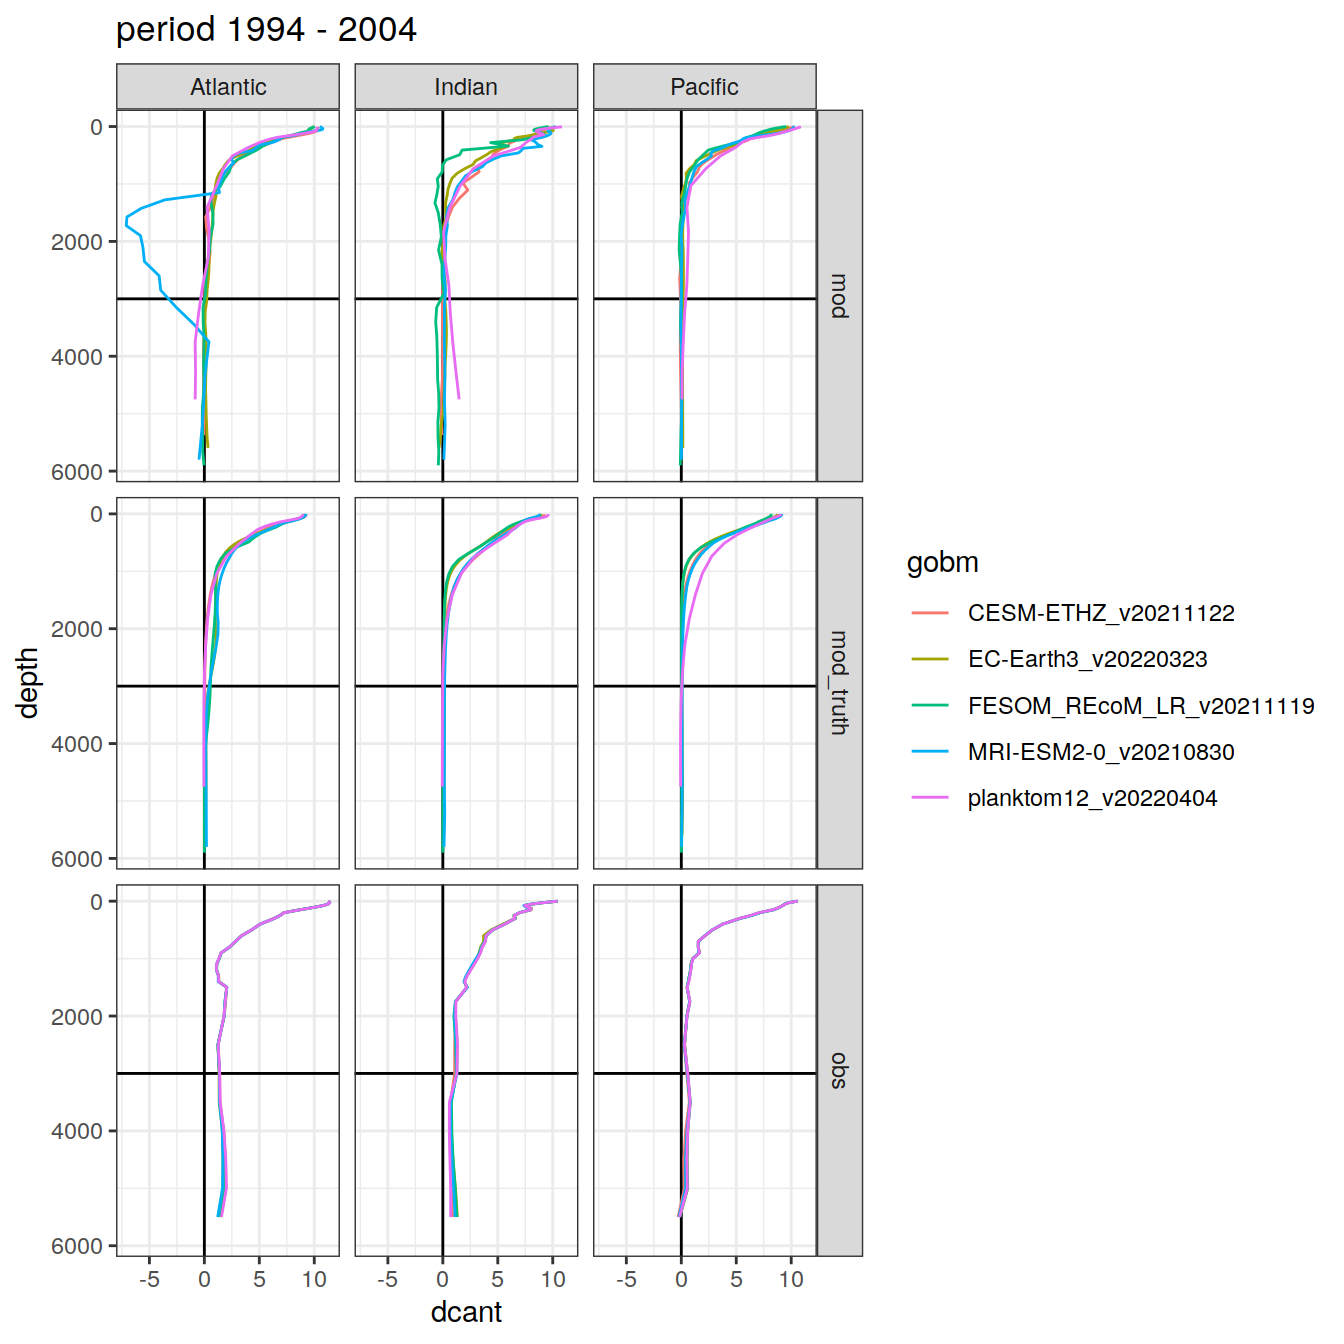 period 1994 - 2004
Atlantic
Indian
Pacific
0
2000
4000
6000
mod
0
2000
4000
6000
mod_truth
0
2000
4000
6000
obs
-5 0 5 10
-5 0 5 10
-5 0 5 10
dcant
depth
gobm
CESM-ETHZ_v20211122
EC-Earth3_v20220323
FESOM_REcoM_LR_v20211119
MRI-ESM2-0_v20210830
planktom12_v20220404